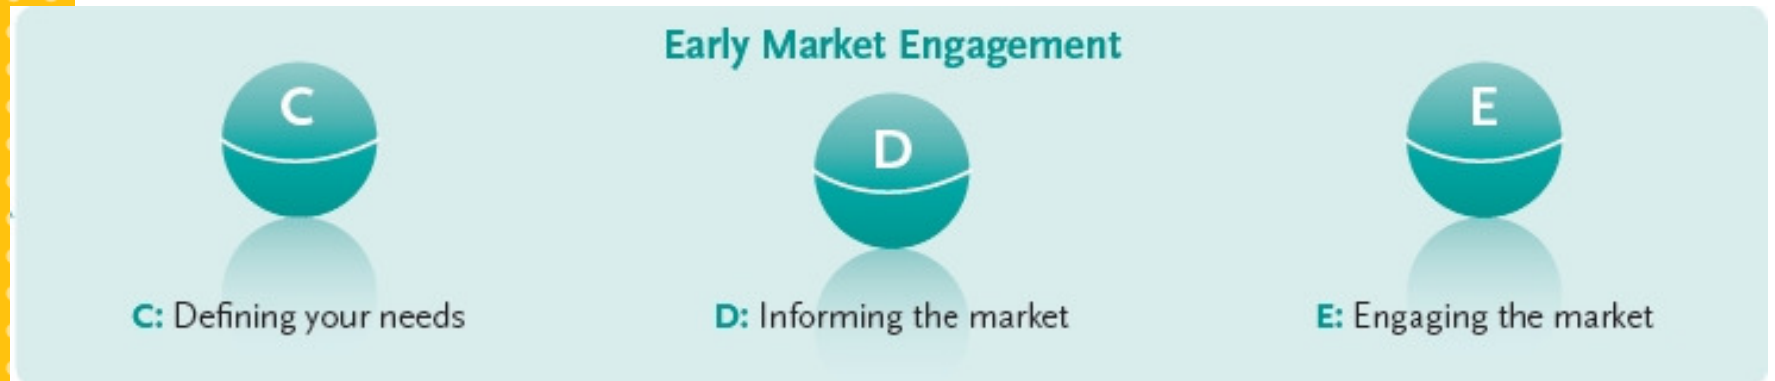 Early Market Engagement
C
D
E
C: Defining your needs
D: Informing the market
E: Engaging the market